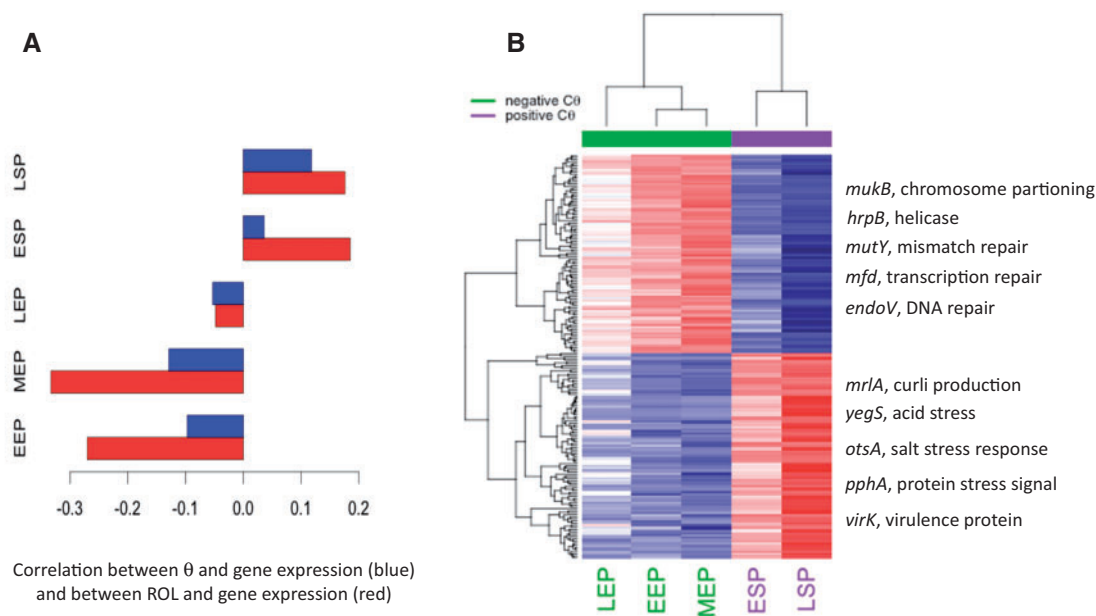 A
LSP
ESP
LEP
MEP
EEP
-0.3 -0.2 -0.1 0.0 0.1 0.2
Correlation between θ and gene expression (blue)
and between ROL and gene expression (red)
B
negative Cθ
positive Cθ
mukB, chromosome partioning
hrpB, helicase
mutY, mismatch repair
mfd, transcription repair
endoV, DNA repair
mrlA, curli production
yegS, acid stress
otsA, salt stress response
pphA, protein stress signal
virK, virulence protein
LEP EEP MEP ESP LSP